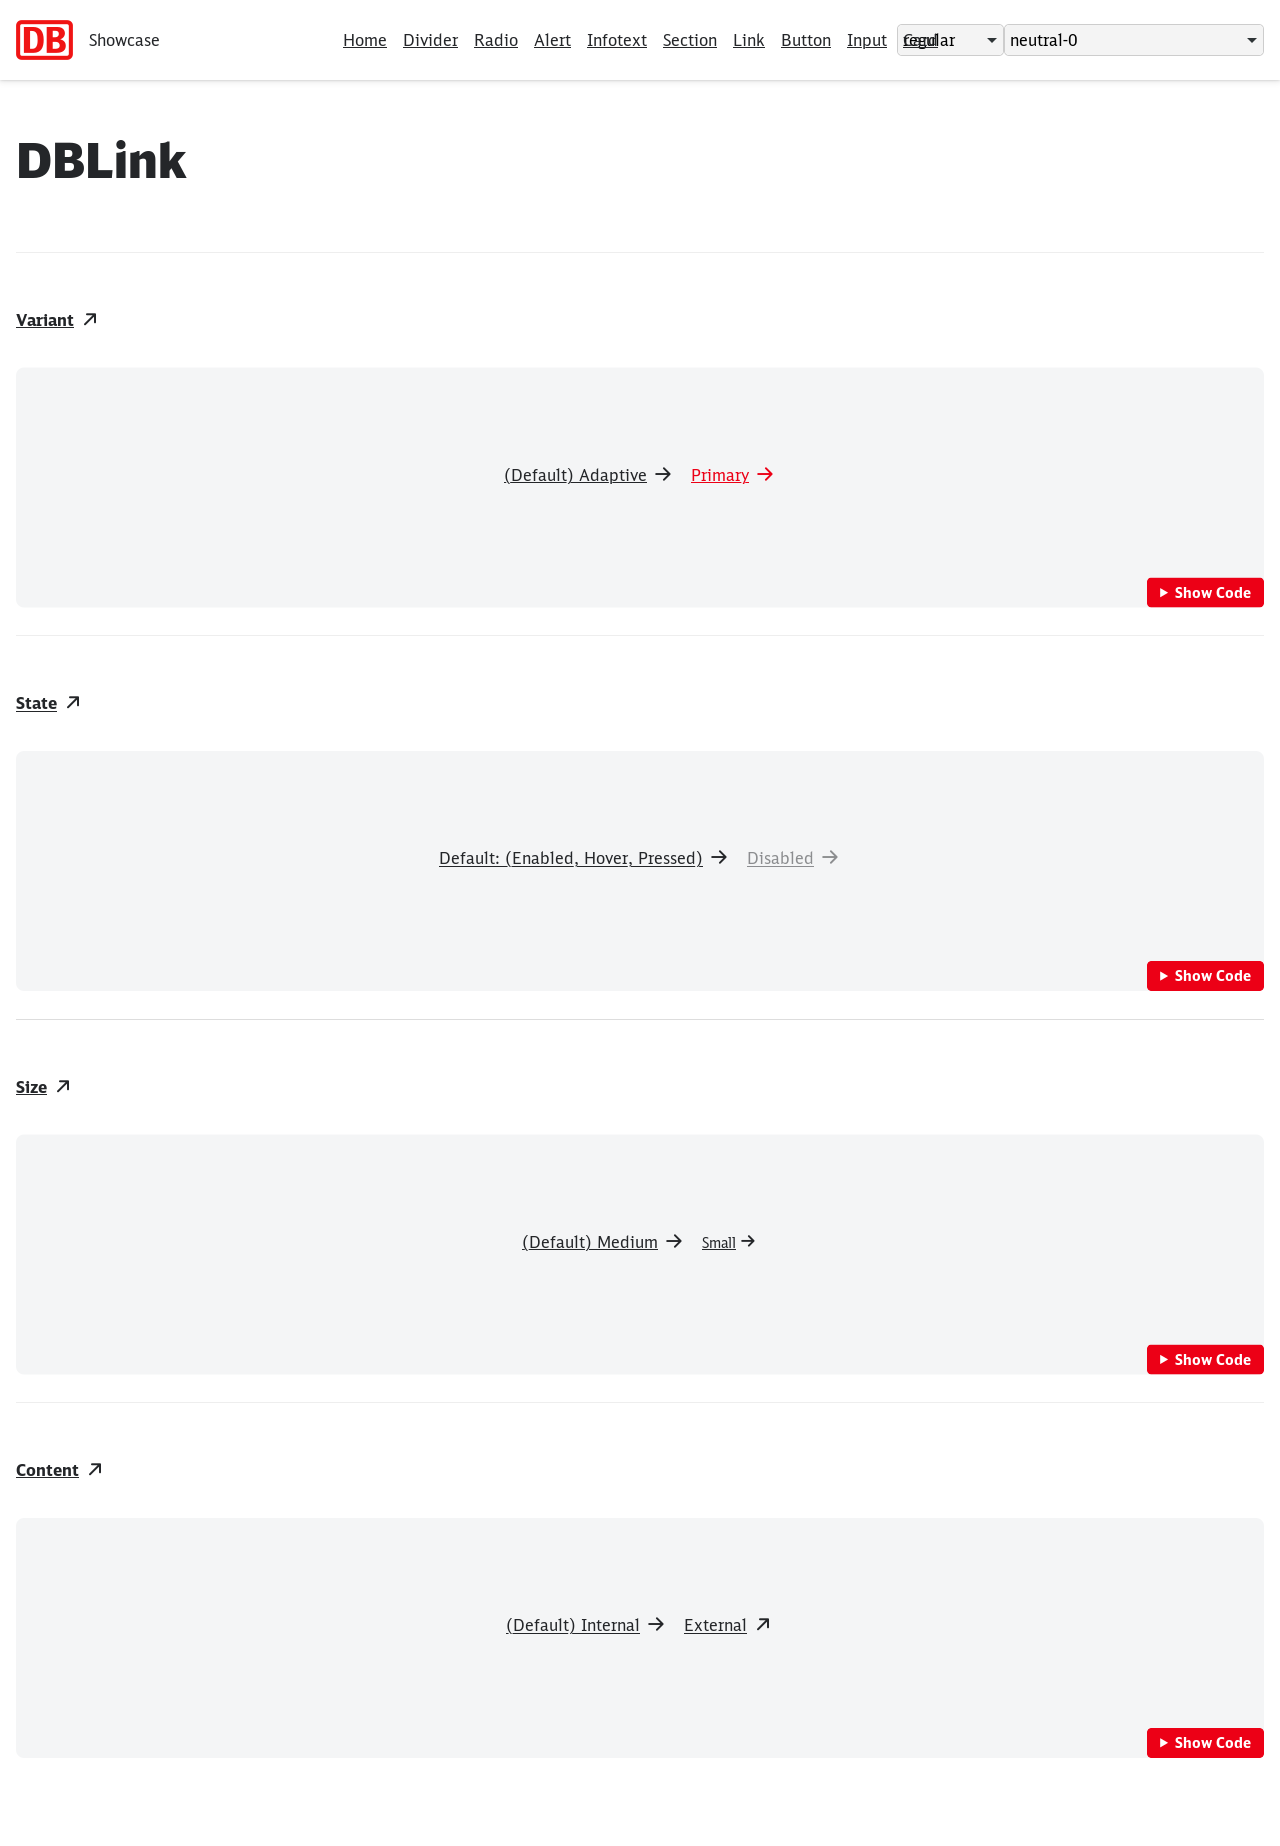 DB Showcase Home Divider Radio Alert Infotext Section Link Button Input Card regular neutral-0
DBLink
Variant
(Default) Adaptive Primary
Show Code
State
Default: (Enabled, Hover, Pressed) Disabled
Show Code
Size
(Default) Medium Small
Show Code
Content
(Default) Internal External
Show Code